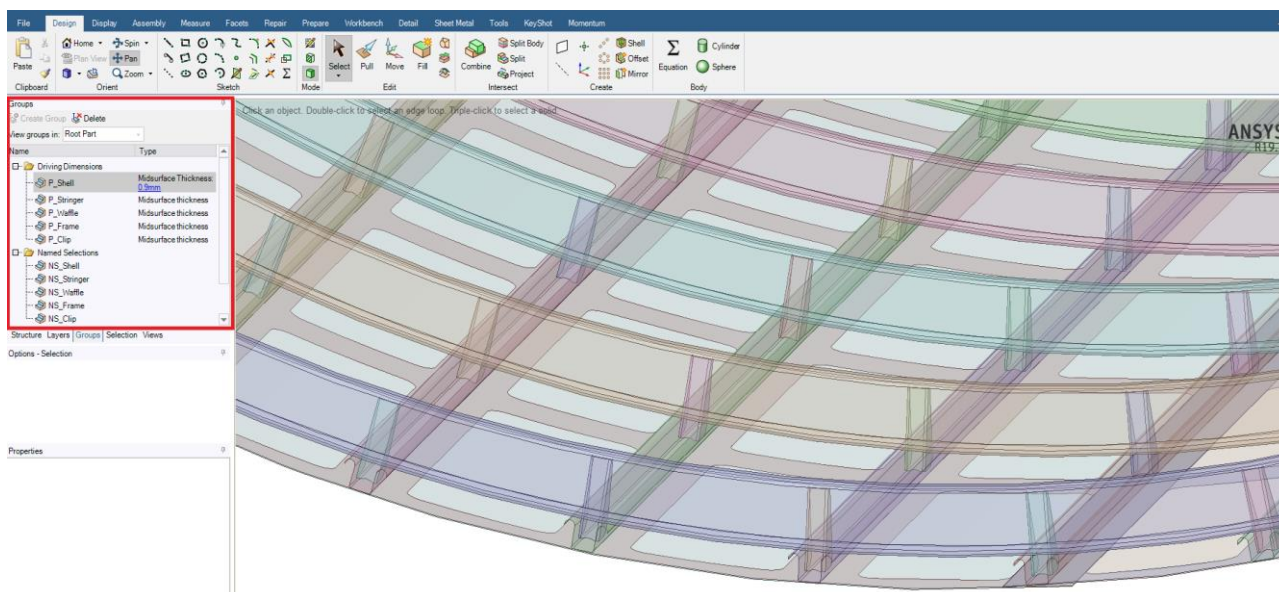 File Design Display Assembly Measure Facets Repair Prepare Workbench Detail Sheet Metal Tools KeyShot Momentum
Paste
Home Spin
Plan View Pan
Zoom
Select Pull Move Fill
Combine
Split Body
Split
Project
Shell
Offset
Mirror
Equation
Cylinder
Sphere
Clipboard Orient Sketch Mode Edit Intersect Create Body
Groups
Create Group Delete
View groups in: Root Part
Name Type
Driving Dimensions
P_Shell Midsurface Thickness: 0.9mm
P_Stringer Midsurface thickness
P_Waffle Midsurface thickness
P_Frame Midsurface thickness
P_Clip Midsurface thickness
Named Selections
NS_Shell
NS_Stringer
NS_Waffle
NS_Frame
NS_Clip
Structure Layers Groups Selection Views
Options - Selection
Properties
Click an object. Double-click to select an edge loop. Triple-click to select a solid.
ANSYS
R19.